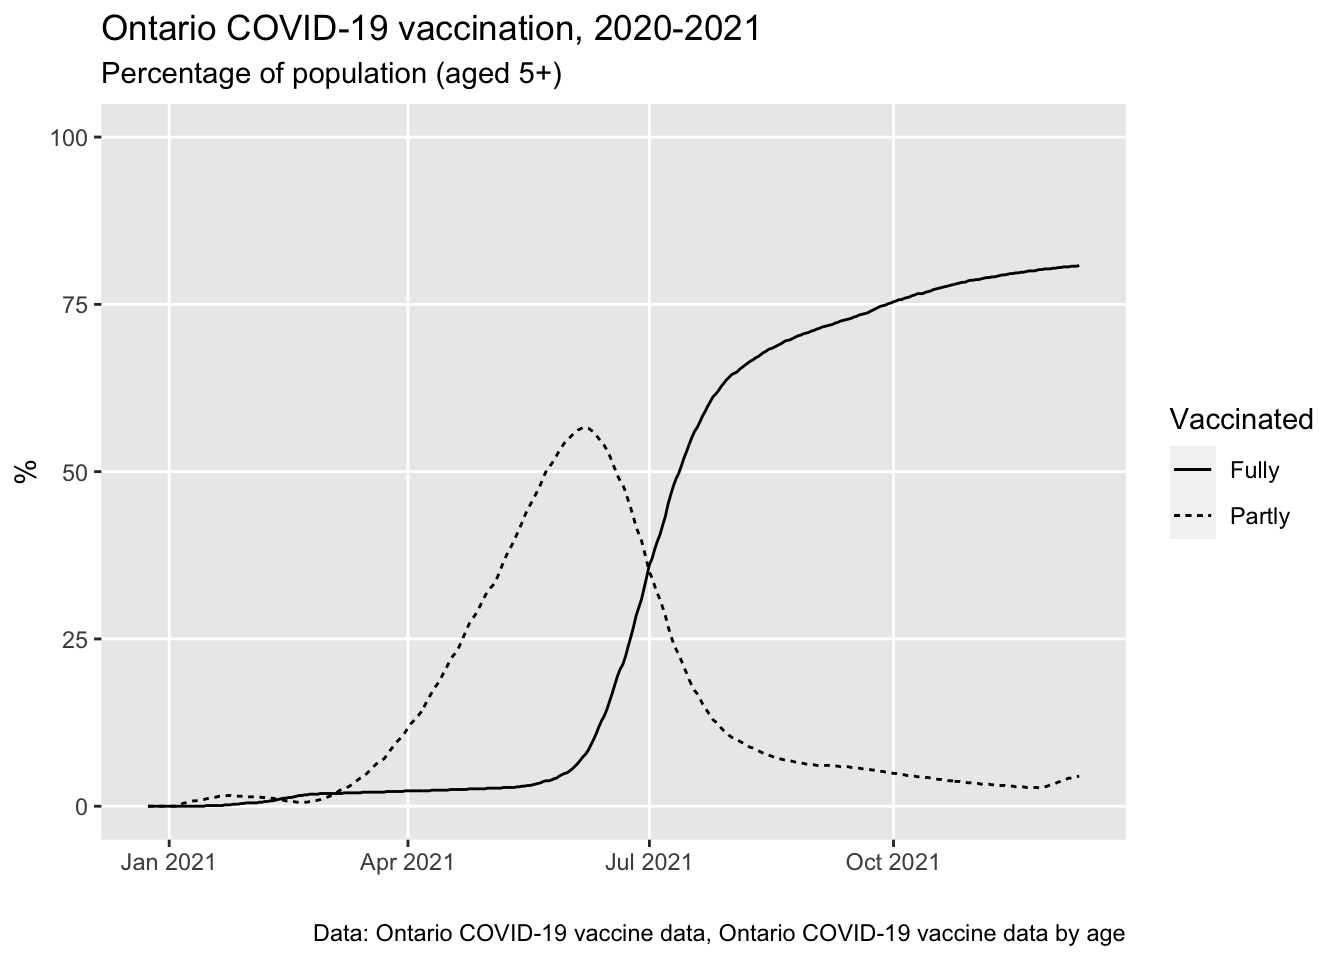 Ontario COVID-19 vaccination, 2020-2021
Percentage of population (aged 5+)
100
75
50
25
0
%
Jan 2021 Apr 2021 Jul 2021 Oct 2021
Vaccinated
Fully
Partly
Data: Ontario COVID-19 vaccine data, Ontario COVID-19 vaccine data by age